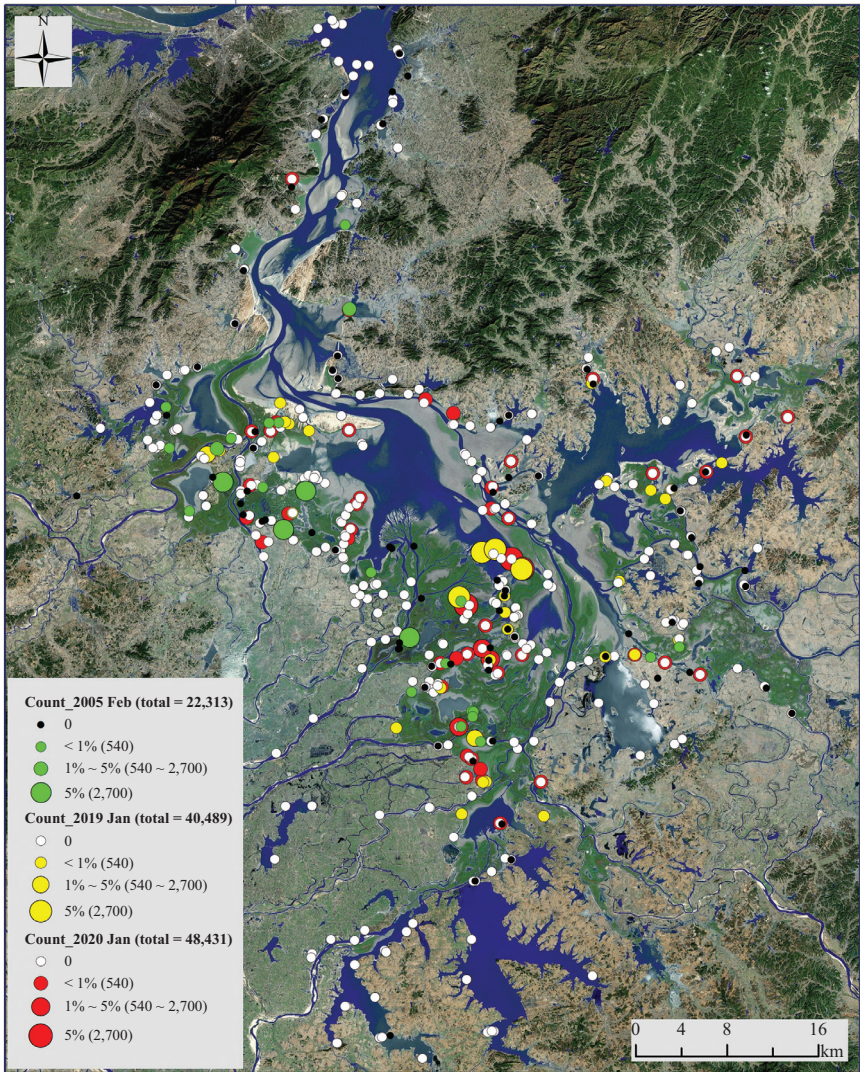 N
Count_2005 Feb (total = 22,313)
0
< 1% (540)
1% ~ 5% (540 ~ 2,700)
5% (2,700)
Count_2019 Jan (total = 40,489)
0
< 1% (540)
1% ~ 5% (540 ~ 2,700)
5% (2,700)
Count_2020 Jan (total = 48,431)
0
< 1% (540)
1% ~ 5% (540 ~ 2,700)
5% (2,700)
0 4 8 16
km